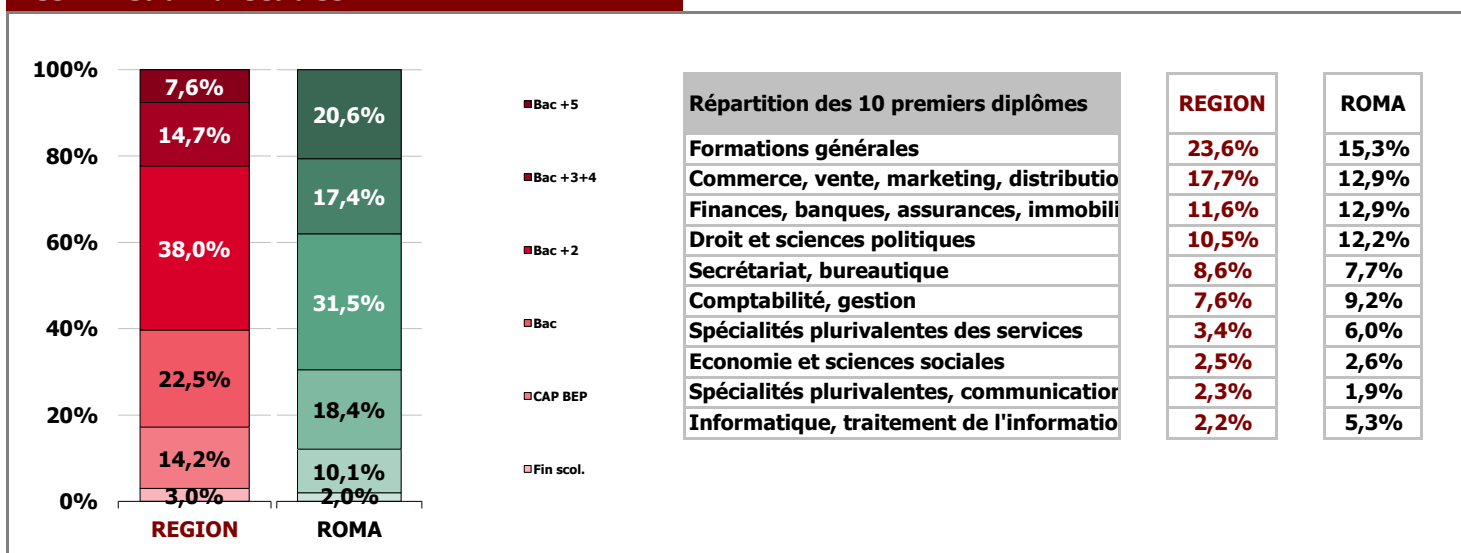 100%
80%
60%
40%
20%
0%
7,6%
14,7%
38,0%
22,5%
14,2%
3,0%
REGION
20,6%
17,4%
31,5%
18,4%
10,1%
2,0%
ROMA
Bac +5
Bac +3+4
Bac +2
Bac
CAP BEP
Fin scol.
Répartition des 10 premiers diplômes REGION ROMA
Formations générales 23,6% 15,3%
Commerce, vente, marketing, distributio 17,7% 12,9%
Finances, banques, assurances, immobili 11,6% 12,9%
Droit et sciences politiques 10,5% 12,2%
Secrétariat, bureautique 8,6% 7,7%
Comptabilité, gestion 7,6% 9,2%
Spécialités plurivalentes des services 3,4% 6,0%
Economie et sciences sociales 2,5% 2,6%
Spécialités plurivalentes, communication 2,3% 1,9%
Informatique, traitement de l'informatio 2,2% 5,3%